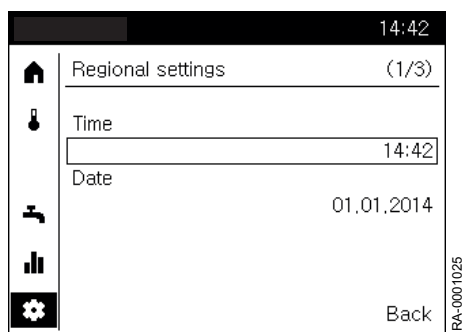 14:42
Regional settings (1/3)
Time
14:42
Date
01.01.2014
Back
RA-0001025